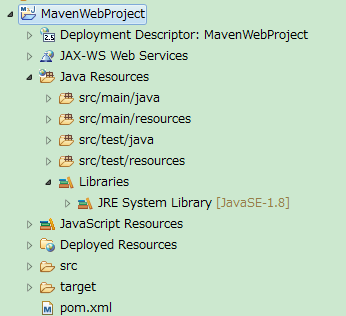 MavenWebProject
Deployment Descriptor: MavenWebProject
JAX-WS Web Services
Java Resources
src/main/java
src/main/resources
src/test/java
src/test/resources
Libraries
JRE System Library [JavaSE-1.8]
JavaScript Resources
Deployed Resources
src
target
pom.xml